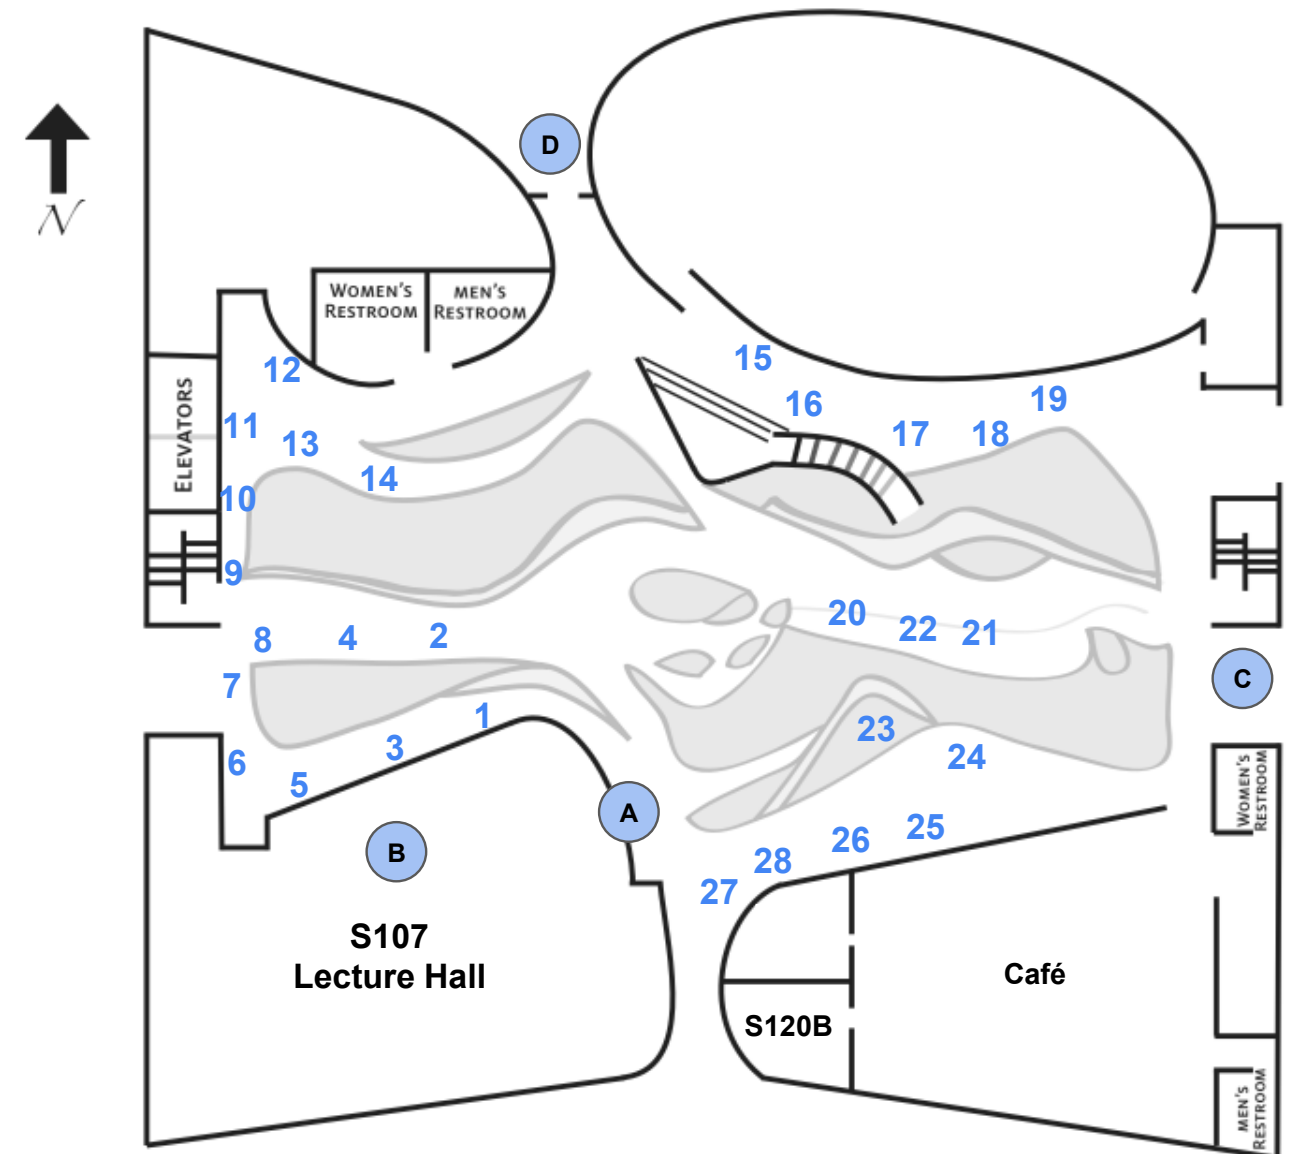 D
N
WOMEN'S
RESTROOM
MEN'S
RESTROOM
12
15
ELEVATORS
11
13
14
10
9
16
17
18
19
8
4
2
20
22
21
7
1
6
5
3
23
24
C
WOMEN'S
RESTROOM
A
B
28
26
25
27
S107
Lecture Hall
Café
S120B
MEN'S
RESTROOM